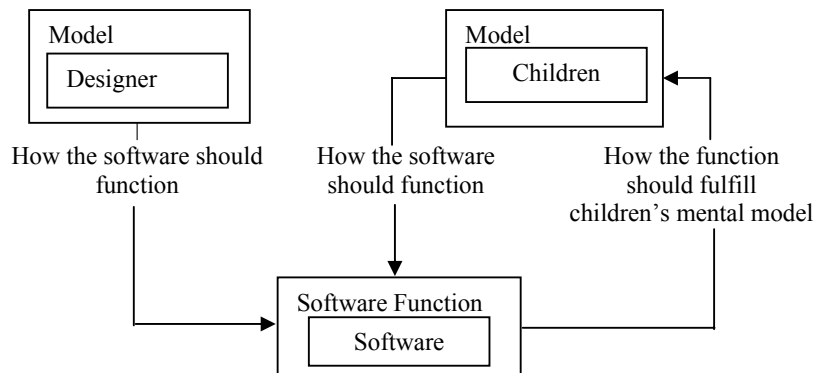 Model
Designer
Model
Children
How the software should
function
How the software
should function
How the function
should fulfill
children's mental model
Software Function
Software